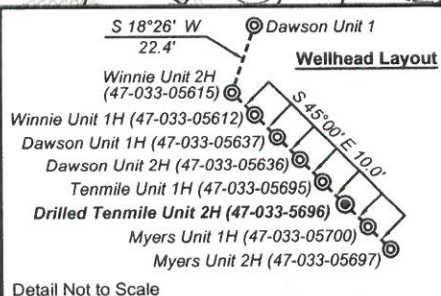 S 18°26' W
22.4'
Dawson Unit 1
Wellhead Layout
Winnie Unit 2H
(47-033-05615)
S 45°00' E 10.0'
Winnie Unit 1H (47-033-05612)
Dawson Unit 1H (47-033-05637)
Dawson Unit 2H (47-033-05636)
Tenmile Unit 1H (47-033-05695)
Drilled Tenmile Unit 2H (47-033-5696)
Myers Unit 1H (47-033-05700)
Myers Unit 2H (47-033-05697)
Detail Not to Scale